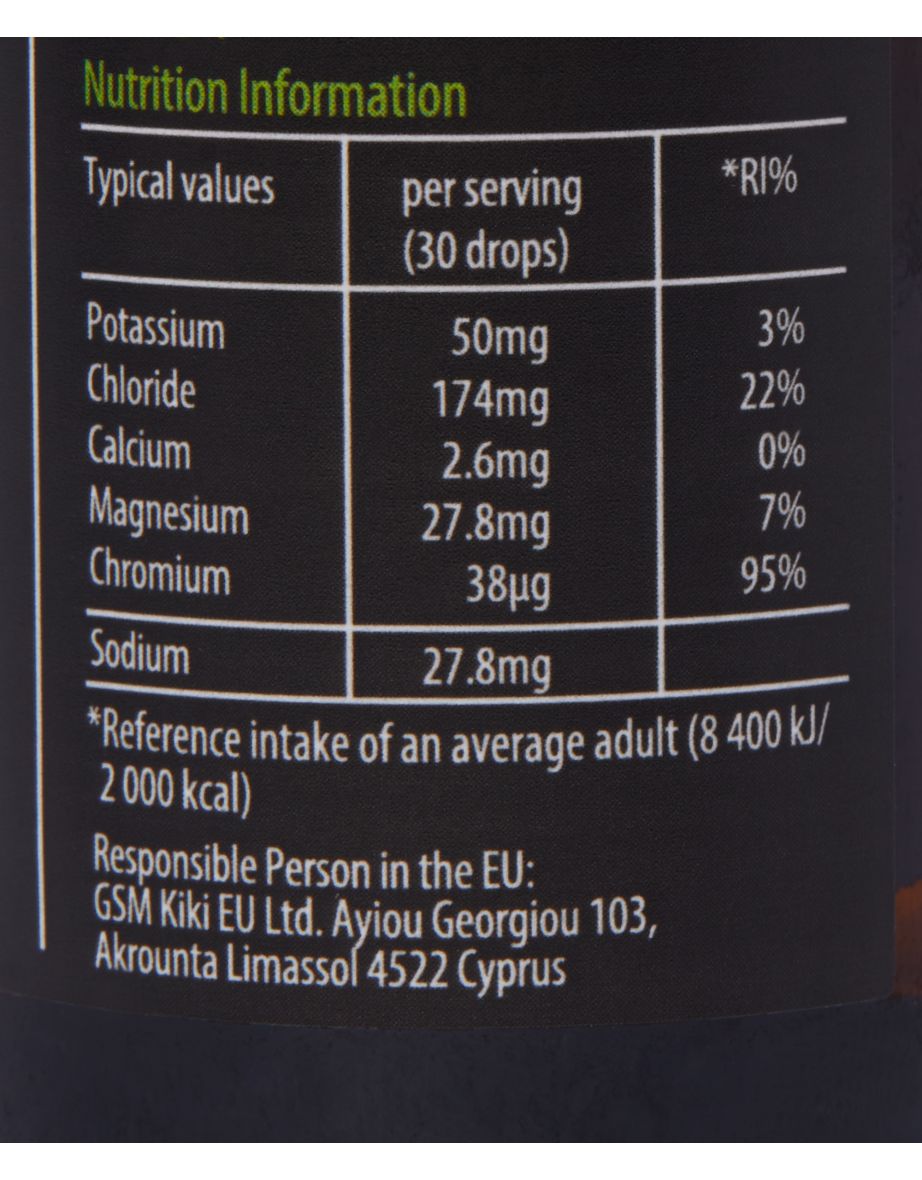 Nutrition Information
Typical values per serving *RI%
(30 drops)
Potassium 50mg 3%
Chloride 174mg 22%
Calcium 2.6mg 0%
Magnesium 27.8mg 7%
Chromium 38µg 95%
Sodium 27.8mg
*Reference intake of an average adult (8 400 kJ/
2 000 kcal)
Responsible Person in the EU:
GSM Kiki EU Ltd. Ayiou Georgiou 103,
Akrounta Limassol 4522 Cyprus